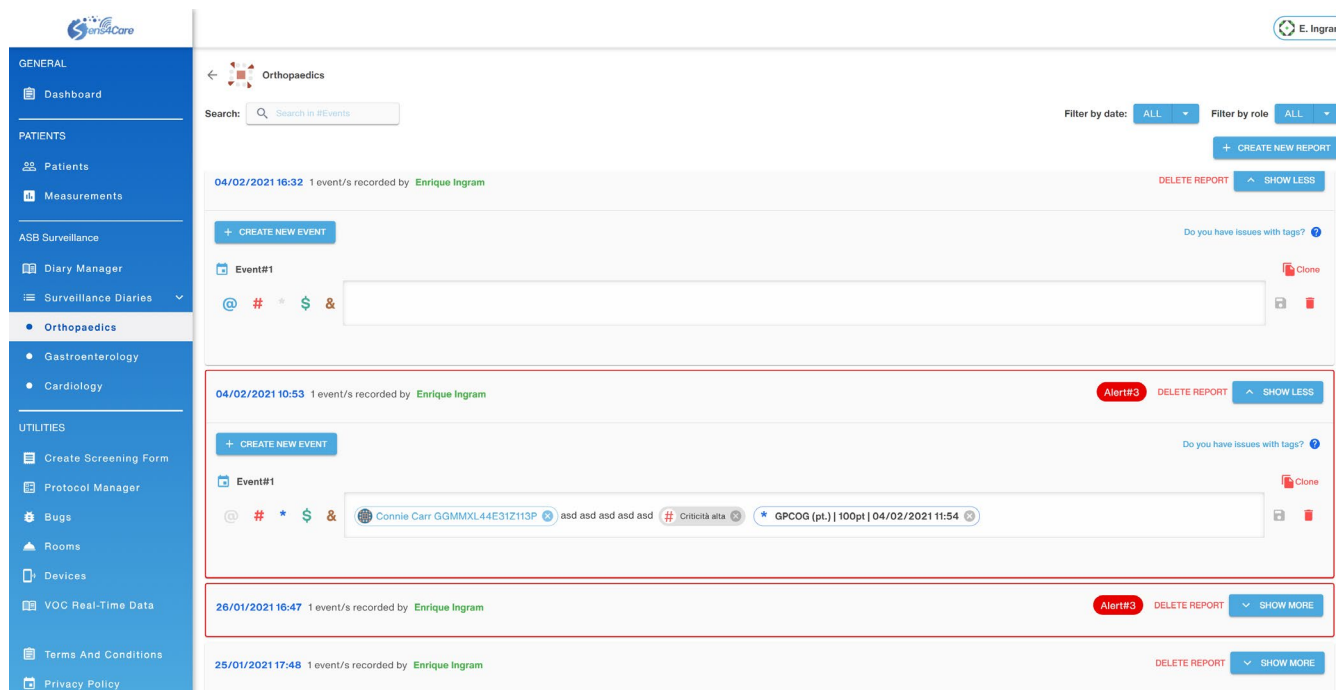 Sens4Care
E. Ingram
GENERAL
Dashboard
PATIENTS
Patients
Measurements
ASB Surveillance
Diary Manager
Surveillance Diaries
Orthopaedics
Gastroenterology
Cardiology
UTILITIES
Create Screening Form
Protocol Manager
Bugs
Rooms
Devices
VOC Real-Time Data
Terms And Conditions
Privacy Policy
← Orthopaedics
Search: Search in #Events
Filter by date: ALL Filter by role ALL
+ CREATE NEW REPORT
04/02/2021 16:32 1 event/s recorded by Enrique Ingram DELETE REPORT SHOW LESS
+ CREATE NEW EVENT Do you have issues with tags? ?
Event#1 Clone
@ # * $ &
04/02/2021 10:53 1 event/s recorded by Enrique Ingram Alert#3 DELETE REPORT SHOW LESS
+ CREATE NEW EVENT Do you have issues with tags? ?
Event#1 Clone
@ # * $ & Connie Carr GGMMXL44E31Z113P asd asd asd asd asd # Criticità alta * GPCOG (pt.) | 100pt | 04/02/2021 11:54
26/01/2021 16:47 1 event/s recorded by Enrique Ingram Alert#3 DELETE REPORT SHOW MORE
25/01/2021 17:48 1 event/s recorded by Enrique Ingram DELETE REPORT SHOW MORE